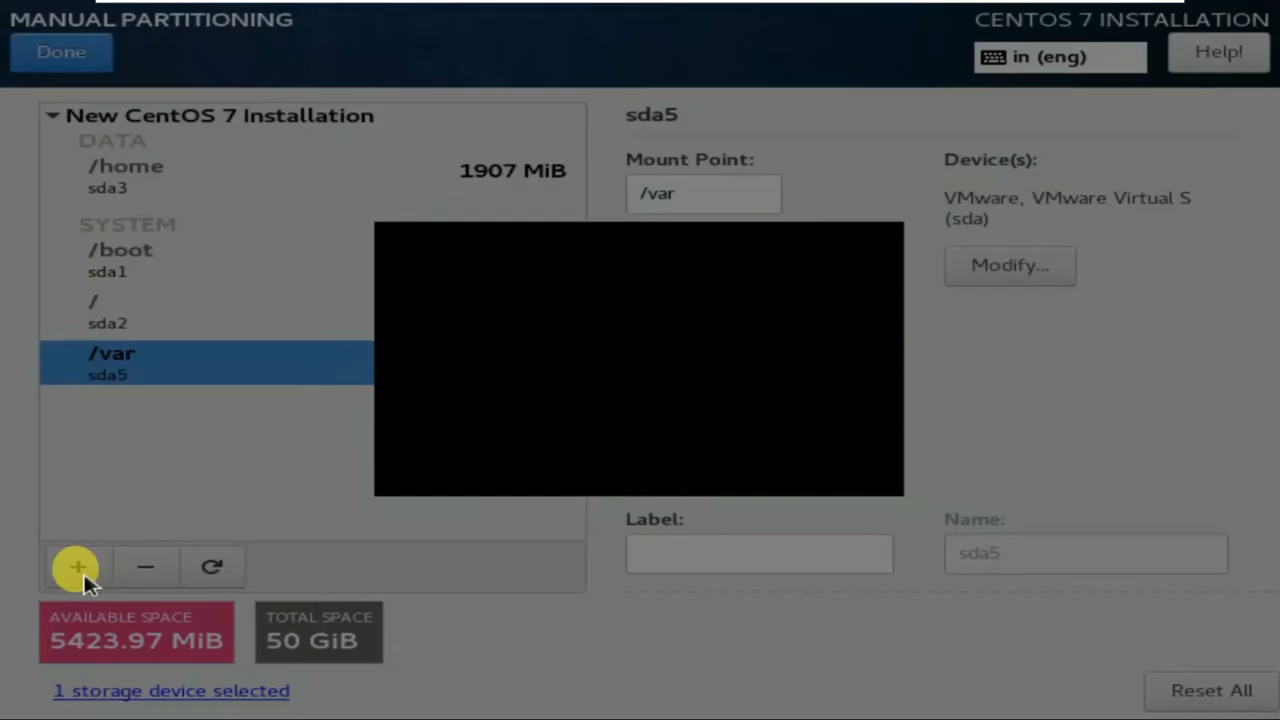 MANUAL PARTITIONING
CENTOS 7 INSTALLATION
Done
in (eng)
Help!
New CentOS 7 Installation
DATA
/home
1907 MiB
sda3
SYSTEM
/boot
sda1
/
sda2
/var
sda5
+
−
AVAILABLE SPACE
5423.97 MiB
TOTAL SPACE
50 GiB
1 storage device selected
sda5
Mount Point:
/var
Device(s):
VMware, VMware Virtual S
(sda)
Modify...
Label:
Name:
sda5
Reset All